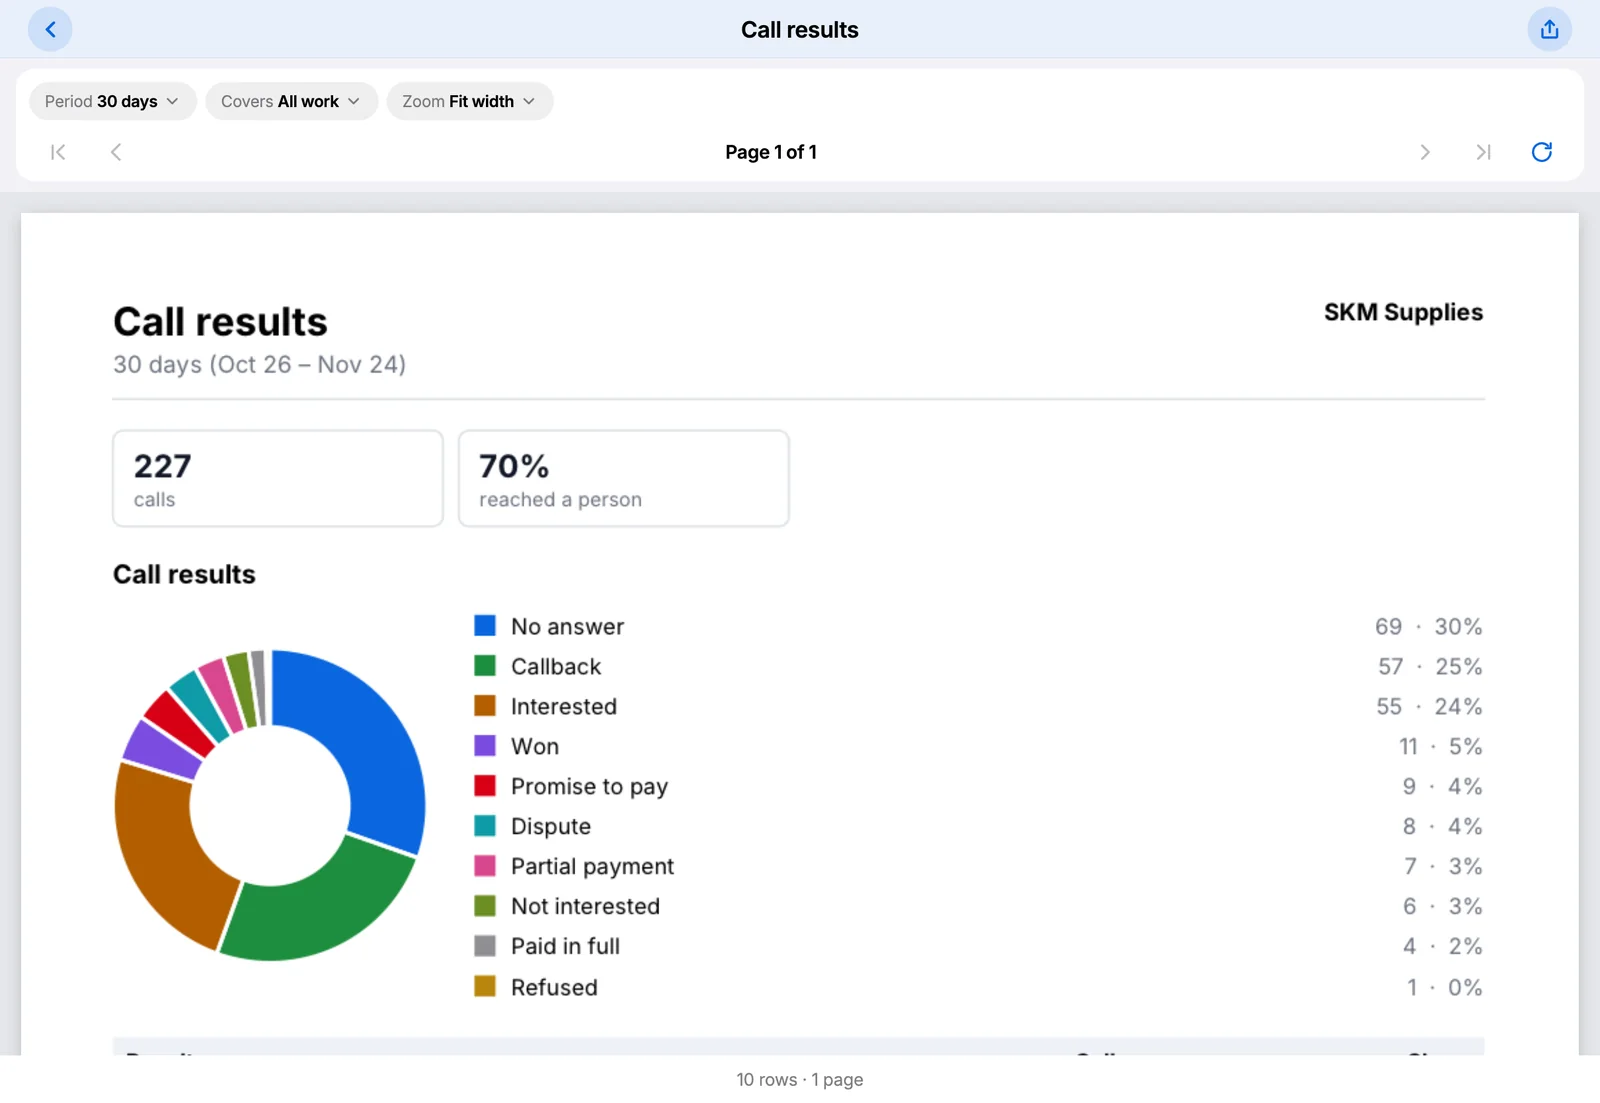 Call results
Period 30 days
Covers All work
Zoom Fit width
Page 1 of 1
Call results
SKM Supplies
30 days (Oct 26 – Nov 24)
227
calls
70%
reached a person
Call results
No answer 69 · 30%
Callback 57 · 25%
Interested 55 · 24%
Won 11 · 5%
Promise to pay 9 · 4%
Dispute 8 · 4%
Partial payment 7 · 3%
Not interested 6 · 3%
Paid in full 4 · 2%
Refused 1 · 0%
10 rows · 1 page